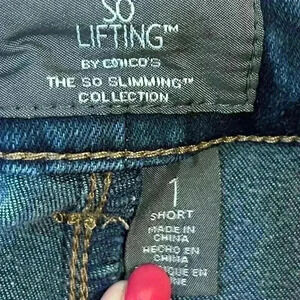 SO
LIFTING™
BY CHICO'S
THE SO SLIMMING™
COLLECTION
1
SHORT
MADE IN
CHINA
HECHO EN
CHINA